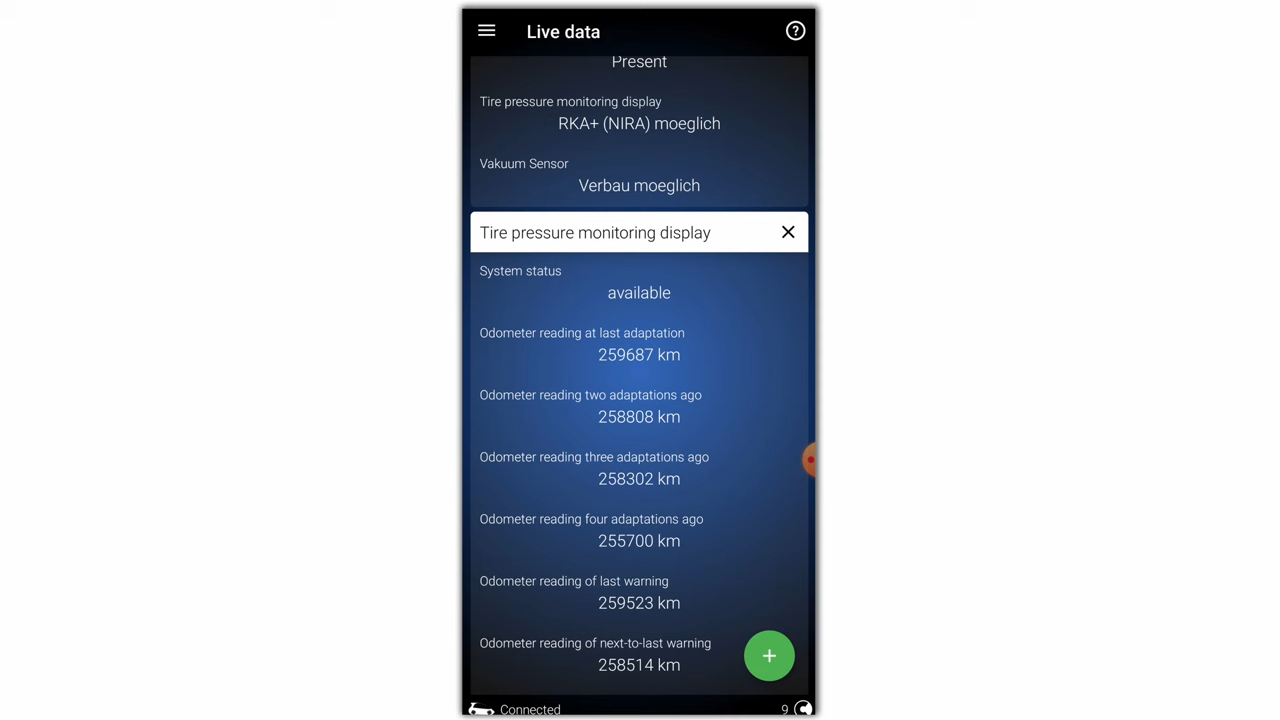 Live data
Present
Tire pressure monitoring display
RKA+ (NIRA) moeglich
Vakuum Sensor
Verbau moeglich
Tire pressure monitoring display
System status
available
Odometer reading at last adaptation
259687 km
Odometer reading two adaptations ago
258808 km
Odometer reading three adaptations ago
258302 km
Odometer reading four adaptations ago
255700 km
Odometer reading of last warning
259523 km
Odometer reading of next-to-last warning
258514 km
Connected 9